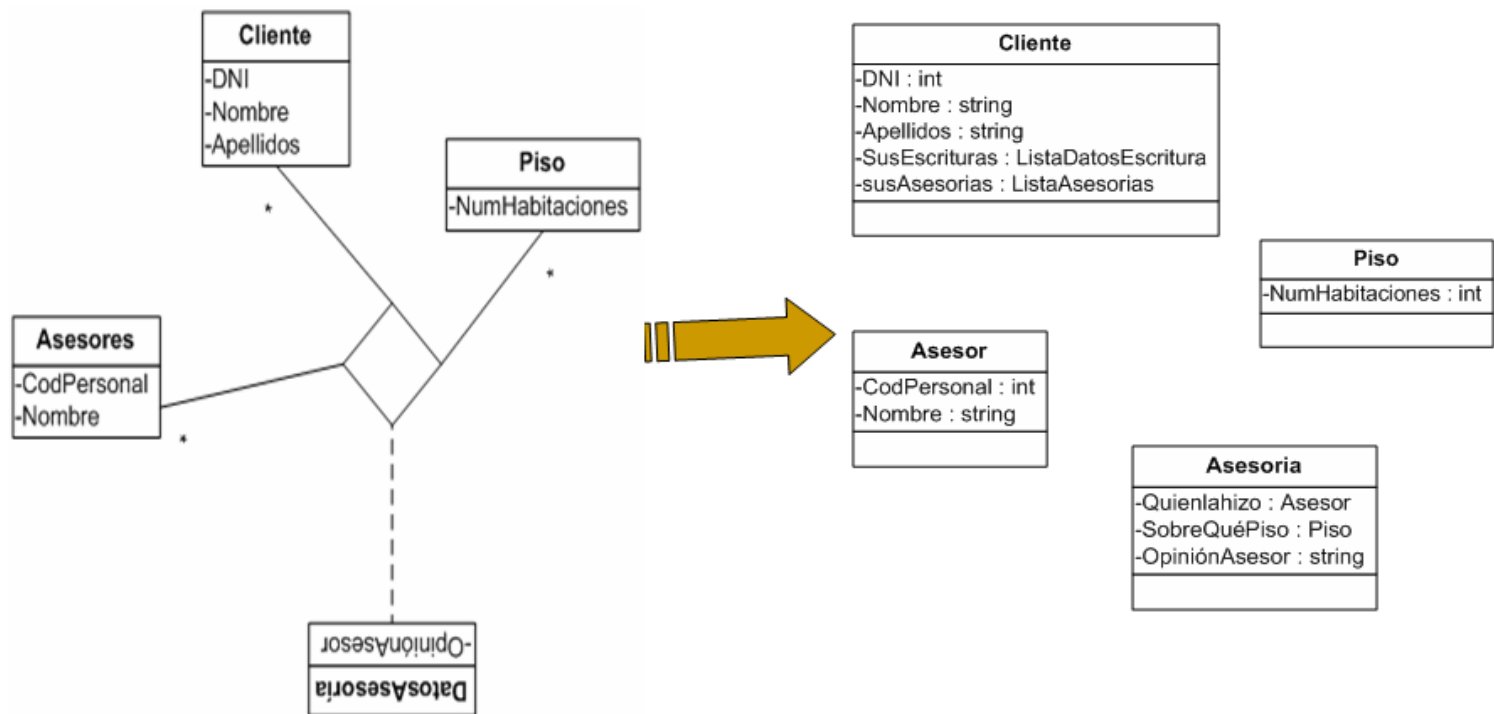 Cliente
-DNI
-Nombre
-Apellidos
*
Piso
-NumHabitaciones
*
Asesores
-CodPersonal
-Nombre
*
DatosAsesoría
-OpiniónAsesor
Cliente
-DNI : int
-Nombre : string
-Apellidos : string
-SusEscrituras : ListaDatosEscritura
-susAsesorias : ListaAsesorias
Piso
-NumHabitaciones : int
Asesor
-CodPersonal : int
-Nombre : string
Asesoria
-Quienlahizo : Asesor
-SobreQuéPiso : Piso
-OpiniónAsesor : string